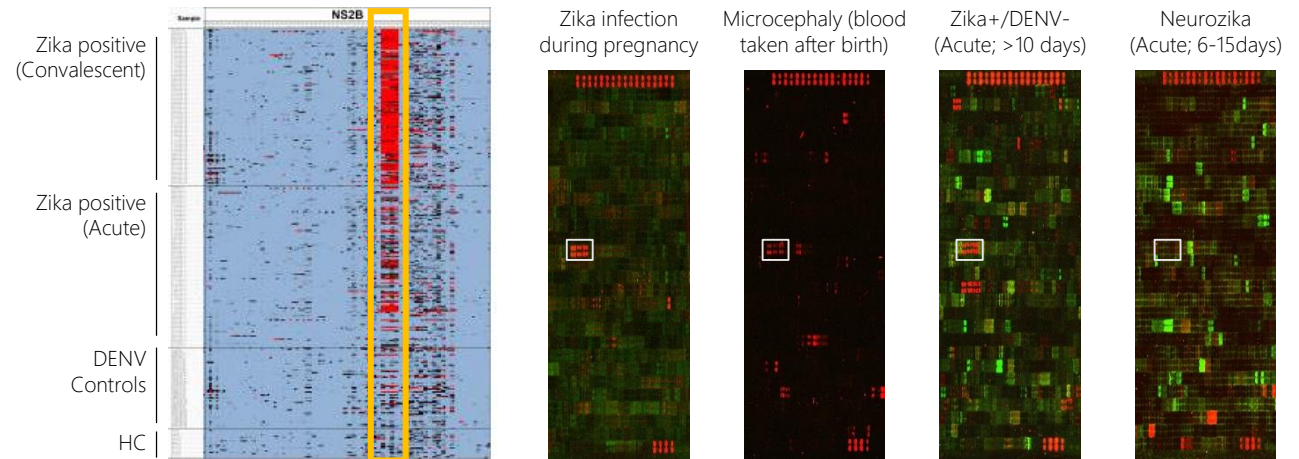 Sample
NS2B
Zika positive
(Convalescent)
Zika positive
(Acute)
DENV
Controls
HC
Zika infection
during pregnancy
Microcephaly (blood
taken after birth)
Zika+/DENV-
(Acute; >10 days)
Neurozika
(Acute; 6-15days)